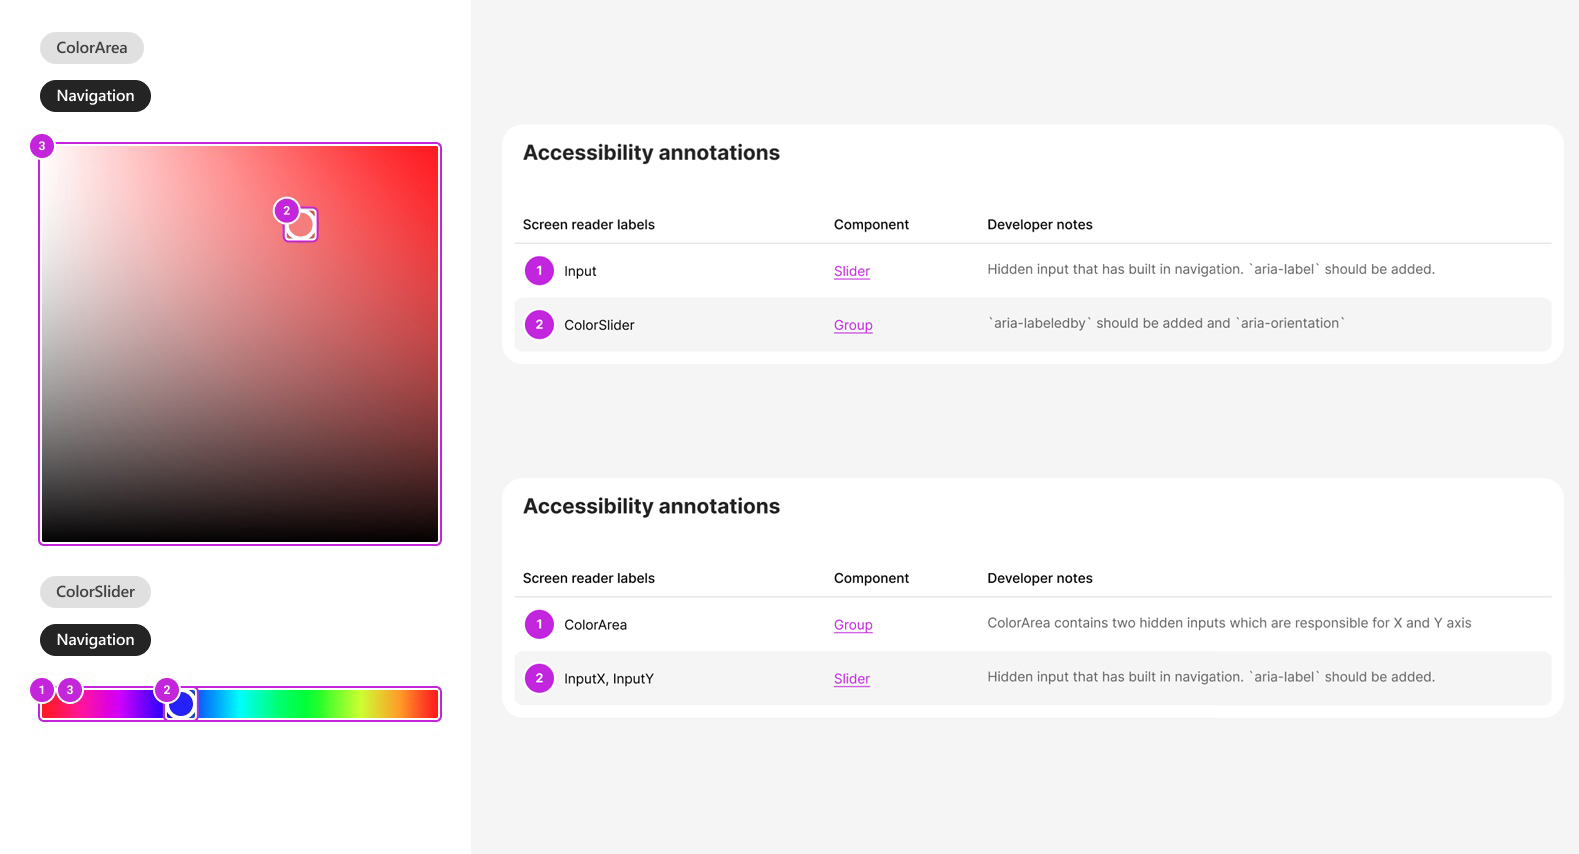 ColorArea
Navigation
3
2
ColorSlider
Navigation
1 3 2
Accessibility annotations
Screen reader labels Component Developer notes
1 Input Slider Hidden input that has built in navigation. `aria-label` should be added.
2 ColorSlider Group `aria-labeledby` should be added and `aria-orientation`
Accessibility annotations
Screen reader labels Component Developer notes
1 ColorArea Group ColorArea contains two hidden inputs which are responsible for X and Y axis
2 InputX, InputY Slider Hidden input that has built in navigation. `aria-label` should be added.